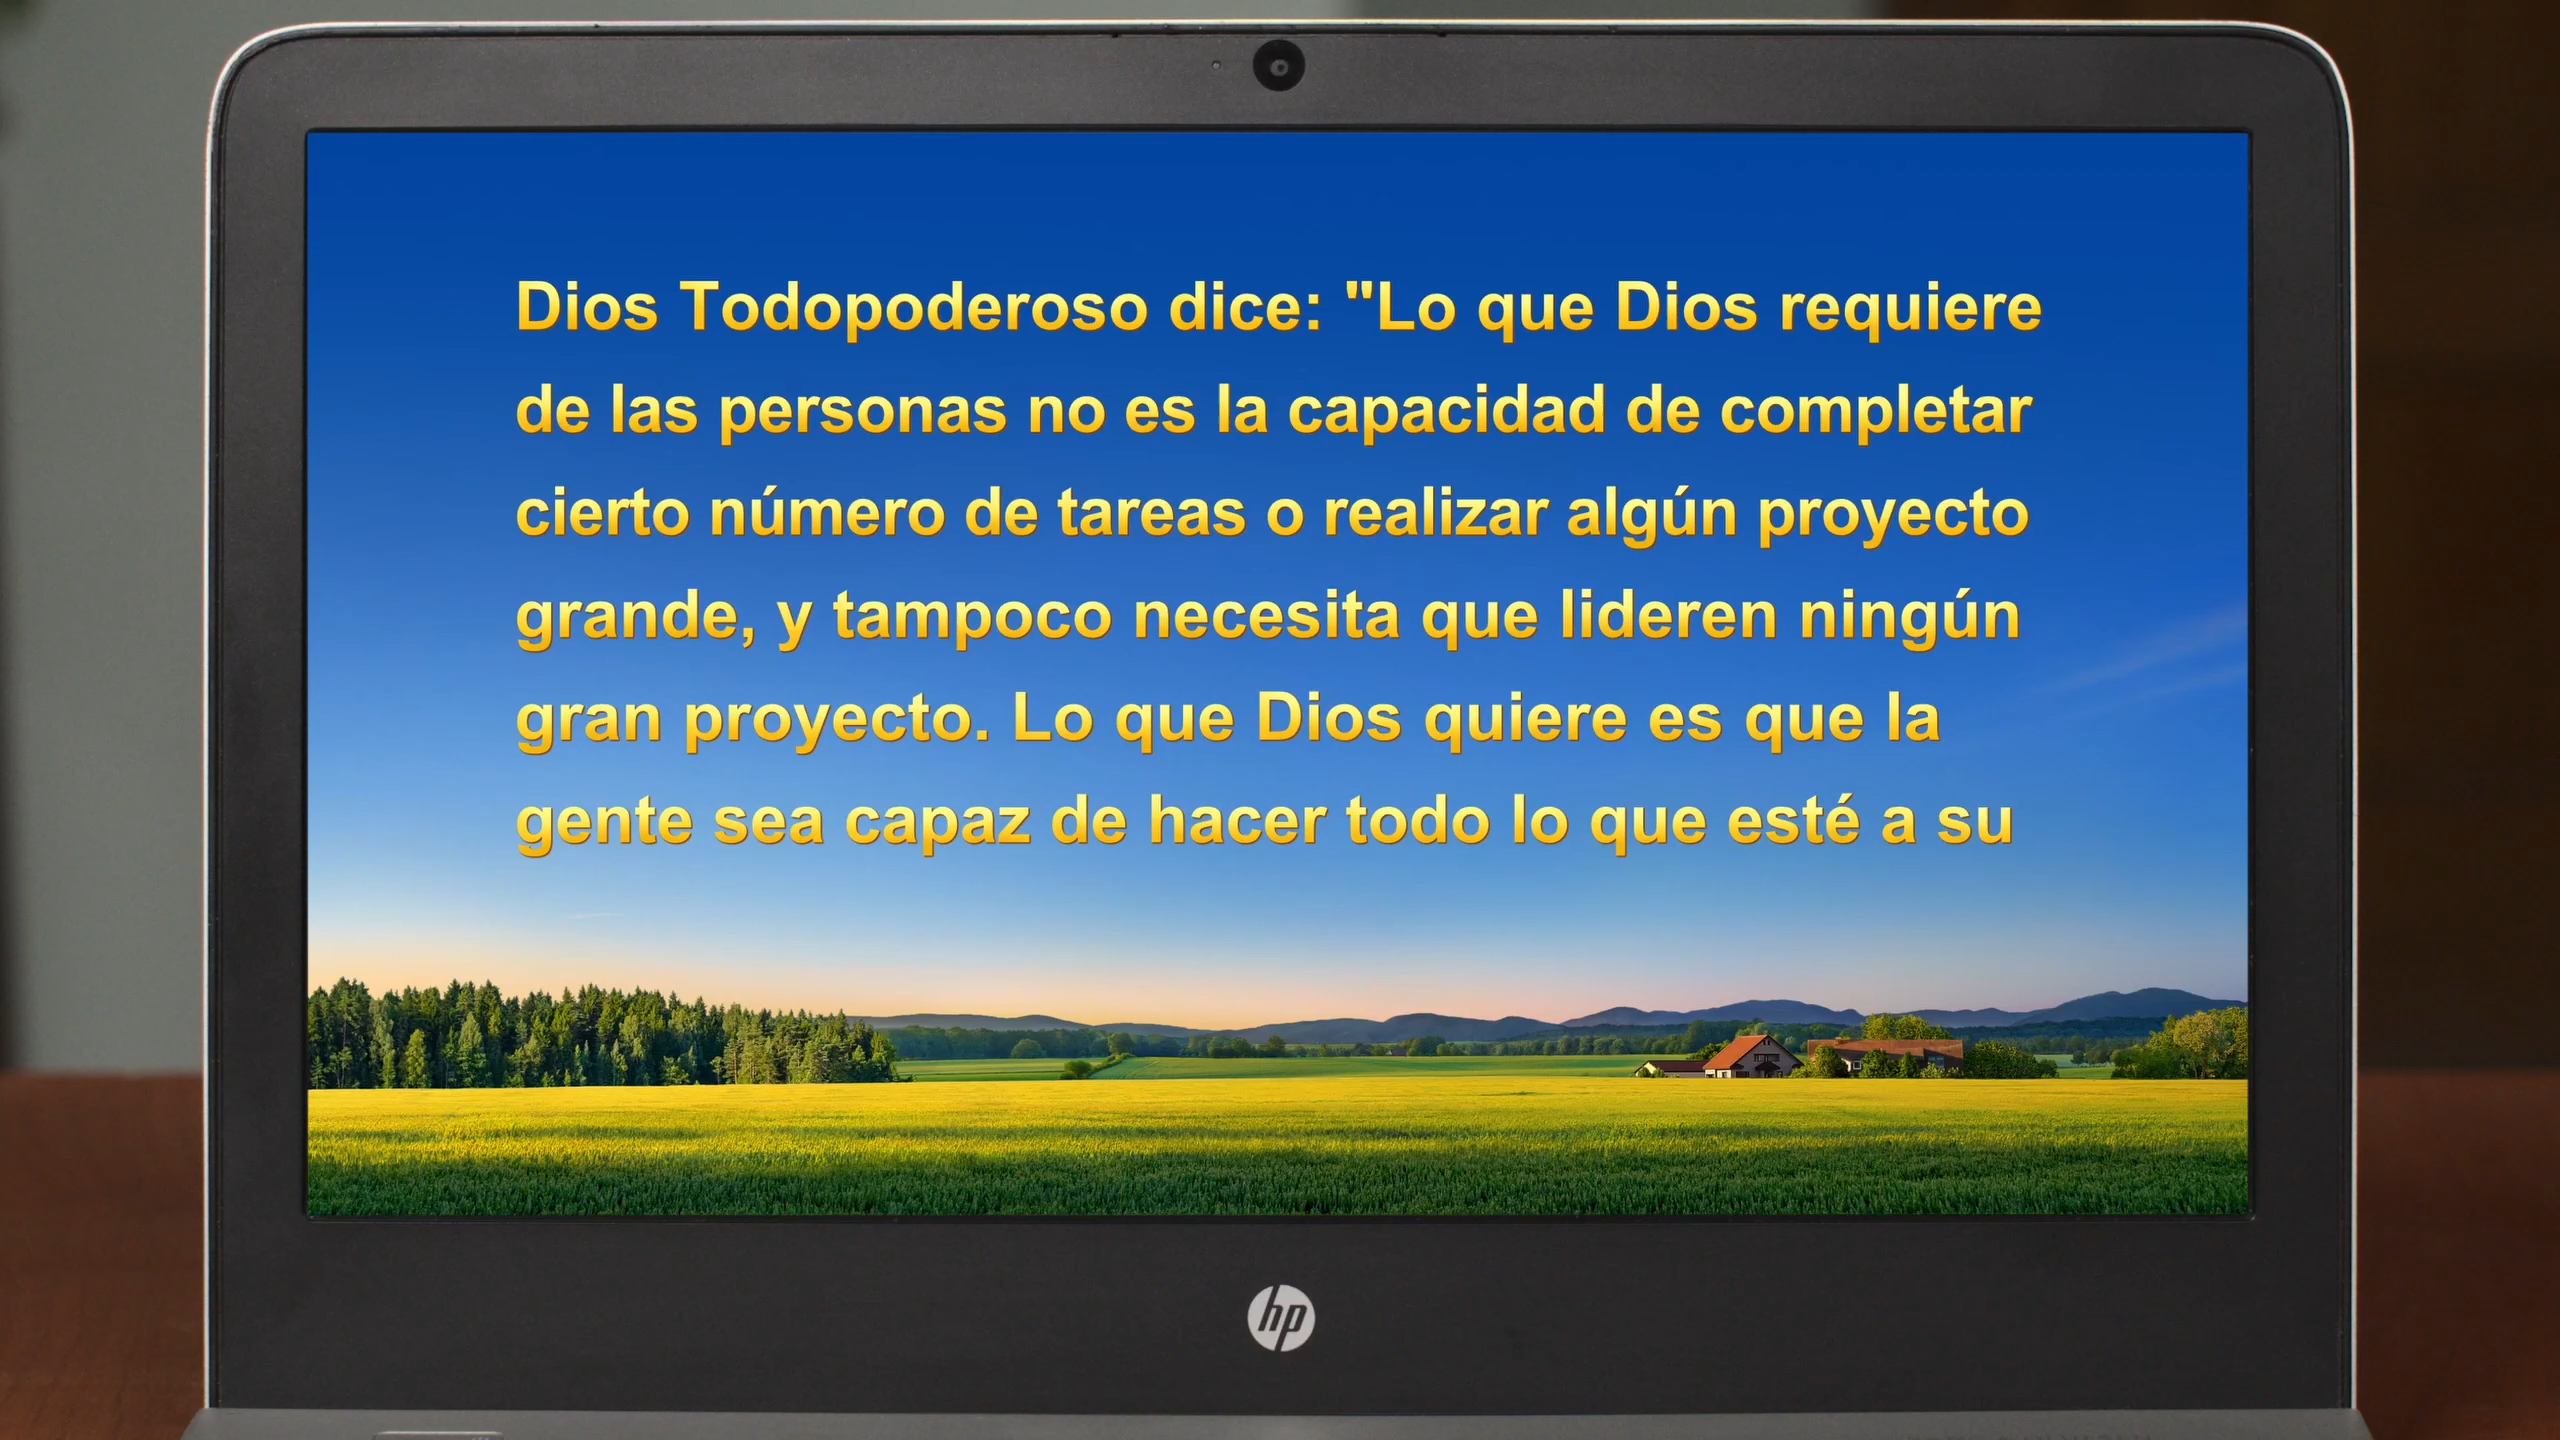 Dios Todopoderoso dice: "Lo que Dios requiere
de las personas no es la capacidad de completar
cierto número de tareas o realizar algún proyecto
grande, y tampoco necesita que lideren ningún
gran proyecto. Lo que Dios quiere es que la
gente sea capaz de hacer todo lo que esté a su
hp